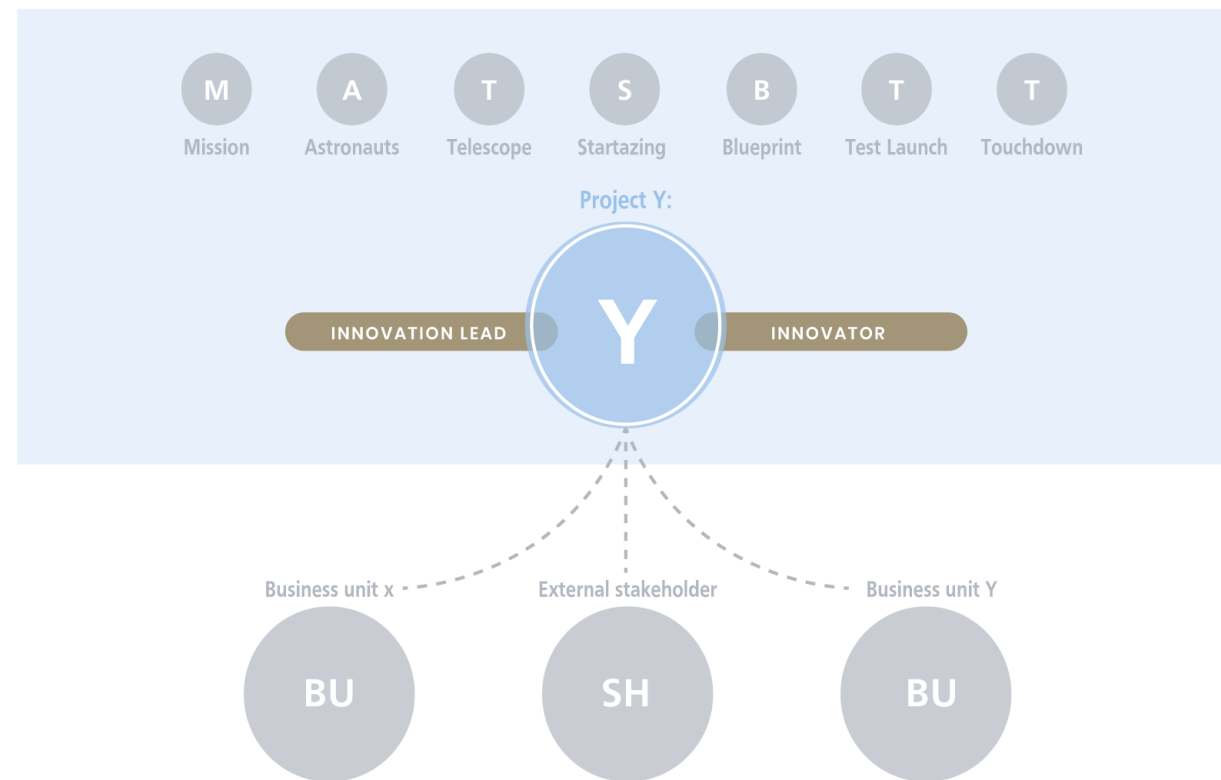 M A T S B T T
Mission Astronauts Telescope Startazing Blueprint Test Launch Touchdown
Project Y:
INNOVATION LEAD Y INNOVATOR
Business unit x External stakeholder Business unit Y
BU SH BU